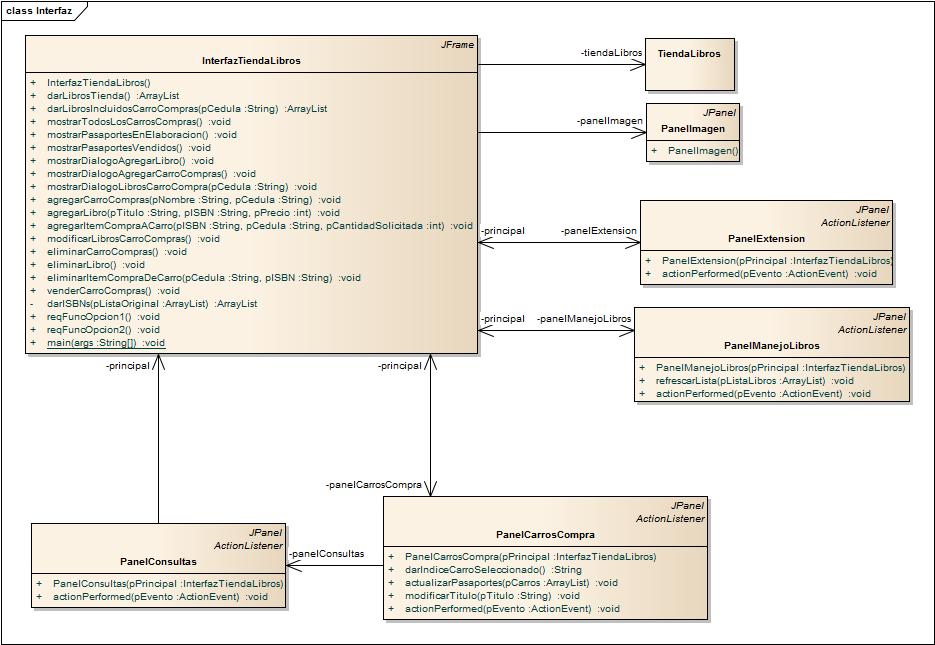 class Interfaz
JFrame
InterfazTiendaLibros
+ InterfazTiendaLibros()
+ darLibrosTienda() :ArrayList
+ darLibrosIncluidosCarroCompras(pCedula :String) :ArrayList
+ mostrarTodosLosCarrosCompras() :void
+ mostrarPasaportesEnElaboracion() :void
+ mostrarPasaportesVendidos() :void
+ mostrarDialogoAgregarLibro() :void
+ mostrarDialogoAgregarCarroCompras() :void
+ mostrarDialogoLibrosCarroCompra(pCedula :String) :void
+ agregarCarroCompras(pNombre :String, pCedula :String) :void
+ agregarLibro(pTitulo :String, pISBN :String, pPrecio :int) :void
+ agregarItemCompraACarro(pISBN :String, pCedula :String, pCantidadSolicitada :int) :void
+ modificarLibrosCarroCompras() :void
+ eliminarCarroCompras() :void
+ eliminarLibro() :void
+ eliminarItemCompraDeCarro(pCedula :String, pISBN :String) :void
+ venderCarroCompras() :void
- darISBNs(pListaOriginal :ArrayList) :ArrayList
+ reqFuncOpcion1() :void
+ reqFuncOpcion2() :void
+ main(args :String[]) :void
-tiendaLibros
TiendaLibros
-panelImagen
JPanel
PanelImagen
+ PanelImagen()
-principal
-panelExtension
JPanel
ActionListener
PanelExtension
+ PanelExtension(pPrincipal :InterfazTiendaLibros)
+ actionPerformed(pEvento :ActionEvent) :void
-principal
-panelManejoLibros
JPanel
ActionListener
PanelManejoLibros
+ PanelManejoLibros(pPrincipal :InterfazTiendaLibros)
+ refrescarLista(pListaLibros :ArrayList) :void
+ actionPerformed(pEvento :ActionEvent) :void
-principal
-principal
-panelCarrosCompra
JPanel
ActionListener
PanelConsultas
+ PanelConsultas(pPrincipal :InterfazTiendaLibros)
+ actionPerformed(pEvento :ActionEvent) :void
-panelConsultas
JPanel
ActionListener
PanelCarrosCompra
+ PanelCarrosCompra(pPrincipal :InterfazTiendaLibros)
+ darIndiceCarroSeleccionado() :String
+ actualizarPasaportes(pCarros :ArrayList) :void
+ modificarTitulo(pTitulo :String) :void
+ actionPerformed(pEvento :ActionEvent) :void